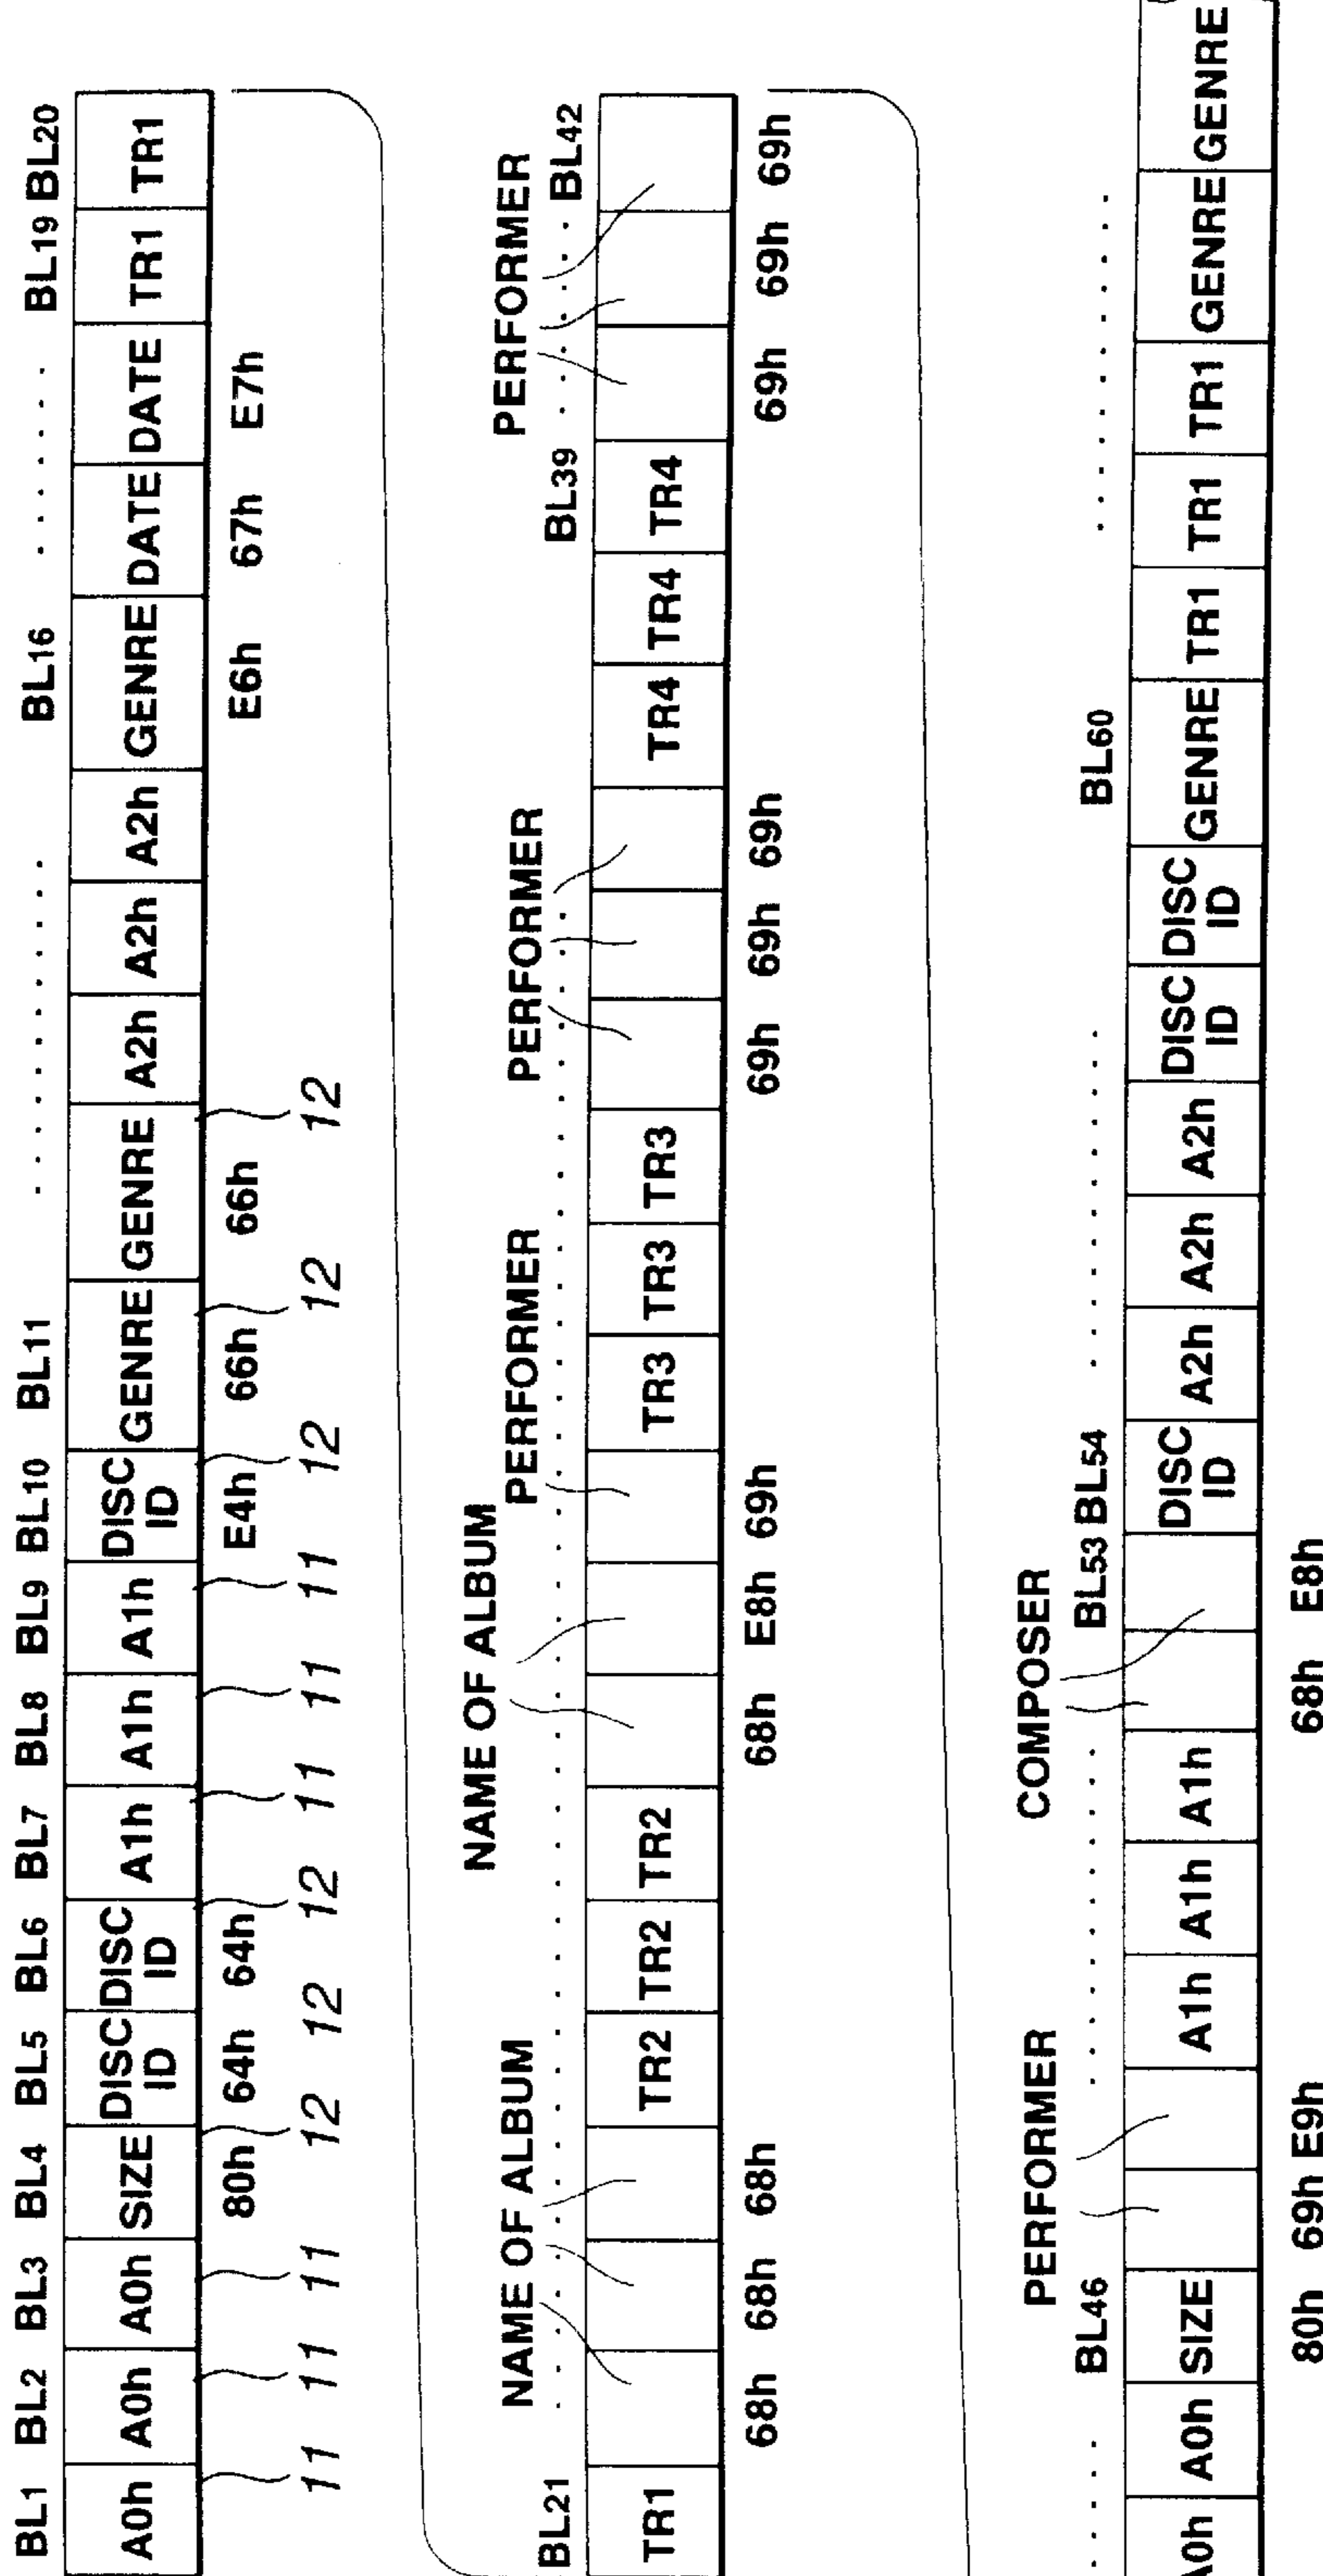 BL1 BL2 BL3 BL4 BL5 BL6 BL7 BL8 BL9 BL10 BL11 ········· BL16 ····· BL19 BL20
A0h A0h A0h SIZE DISC ID DISC ID A1h A1h A1h DISC ID GENRE GENRE A2h A2h A2h GENRE DATE DATE TR1 TR1
80h 64h 64h E4h 66h 66h E6h 67h E7h
11 11 11 12 12 12 11 11 11 12 12 12
NAME OF ALBUM NAME OF ALBUM PERFORMER PERFORMER PERFORMER
BL21 BL39 BL42
TR1 TR2 TR2 TR2 TR3 TR3 TR3 TR4 TR4 TR4
68h 68h 68h 68h E8h 69h 69h 69h 69h 69h 69h 69h
PERFORMER COMPOSER
BL46 BL53 BL54 BL60
A0h A0h SIZE A1h A1h A1h DISC ID A2h A2h A2h DISC ID DISC ID GENRE TR1 TR1 TR1 GENRE GENRE
80h 69h E9h 68h E8h